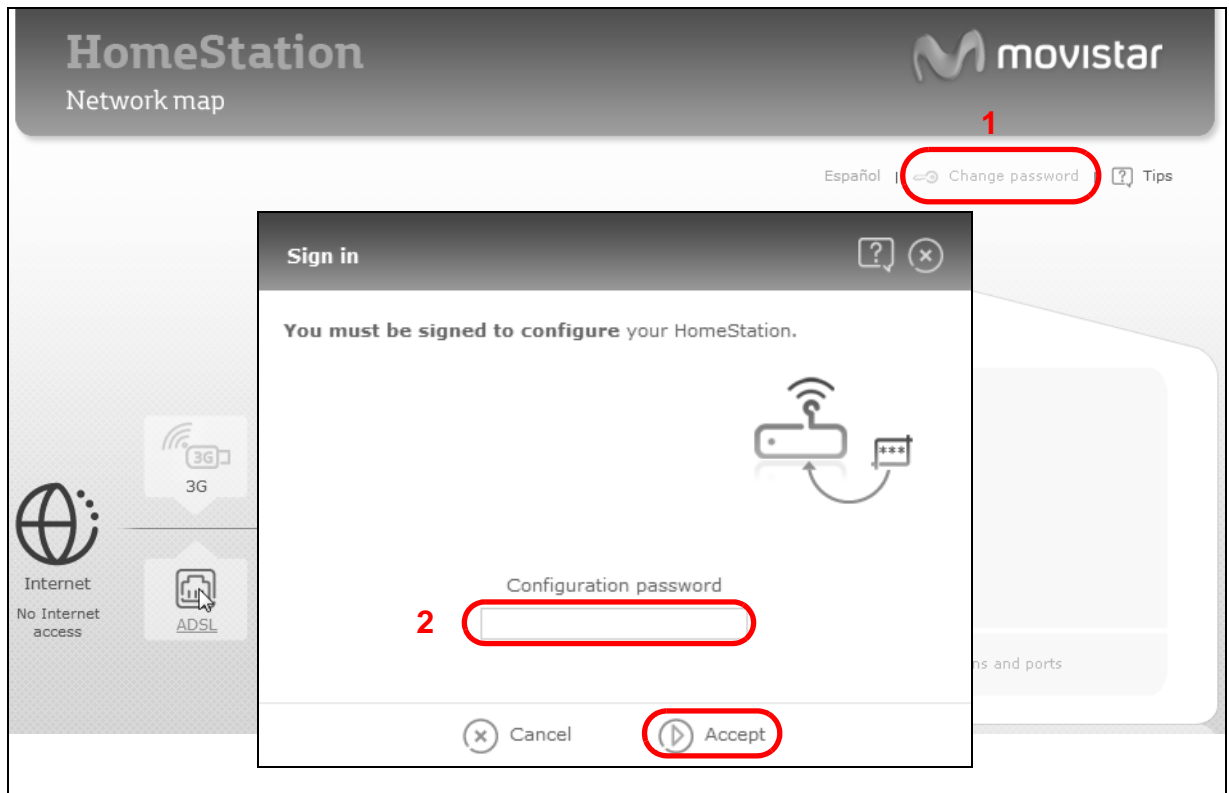 HomeStation
movistar
Network map
1
Español | Change password | ? Tips
Sign in ?
You must be signed to configure your HomeStation.
***
3G
3G
Internet
No Internet
access
ADSL
Configuration password
2
ns and ports
Cancel
Accept